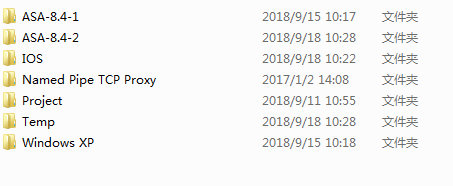 ASA-8.4-1 2018/9/15 10:17 文件夹
ASA-8.4-2 2018/9/18 10:28 文件夹
IOS 2018/9/18 10:22 文件夹
Named Pipe TCP Proxy 2017/1/2 14:08 文件夹
Project 2018/9/11 10:55 文件夹
Temp 2018/9/18 10:28 文件夹
Windows XP 2018/9/15 10:18 文件夹